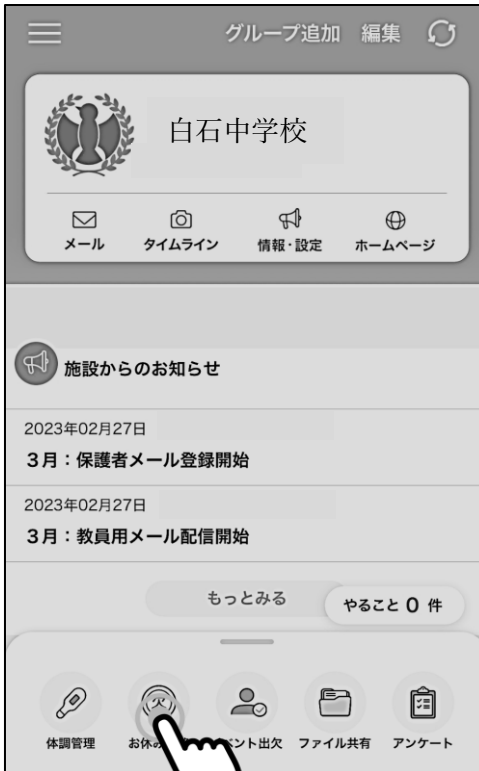 グループ追加 編集
白石中学校
メール タイムライン 情報・設定 ホームページ
施設からのお知らせ
2023年02月27日
3月：保護者メール登録開始
2023年02月27日
3月：教員用メール配信開始
もっとみる
やること 0 件
欠
体調管理 お休み ント出欠 ファイル共有 アンケート